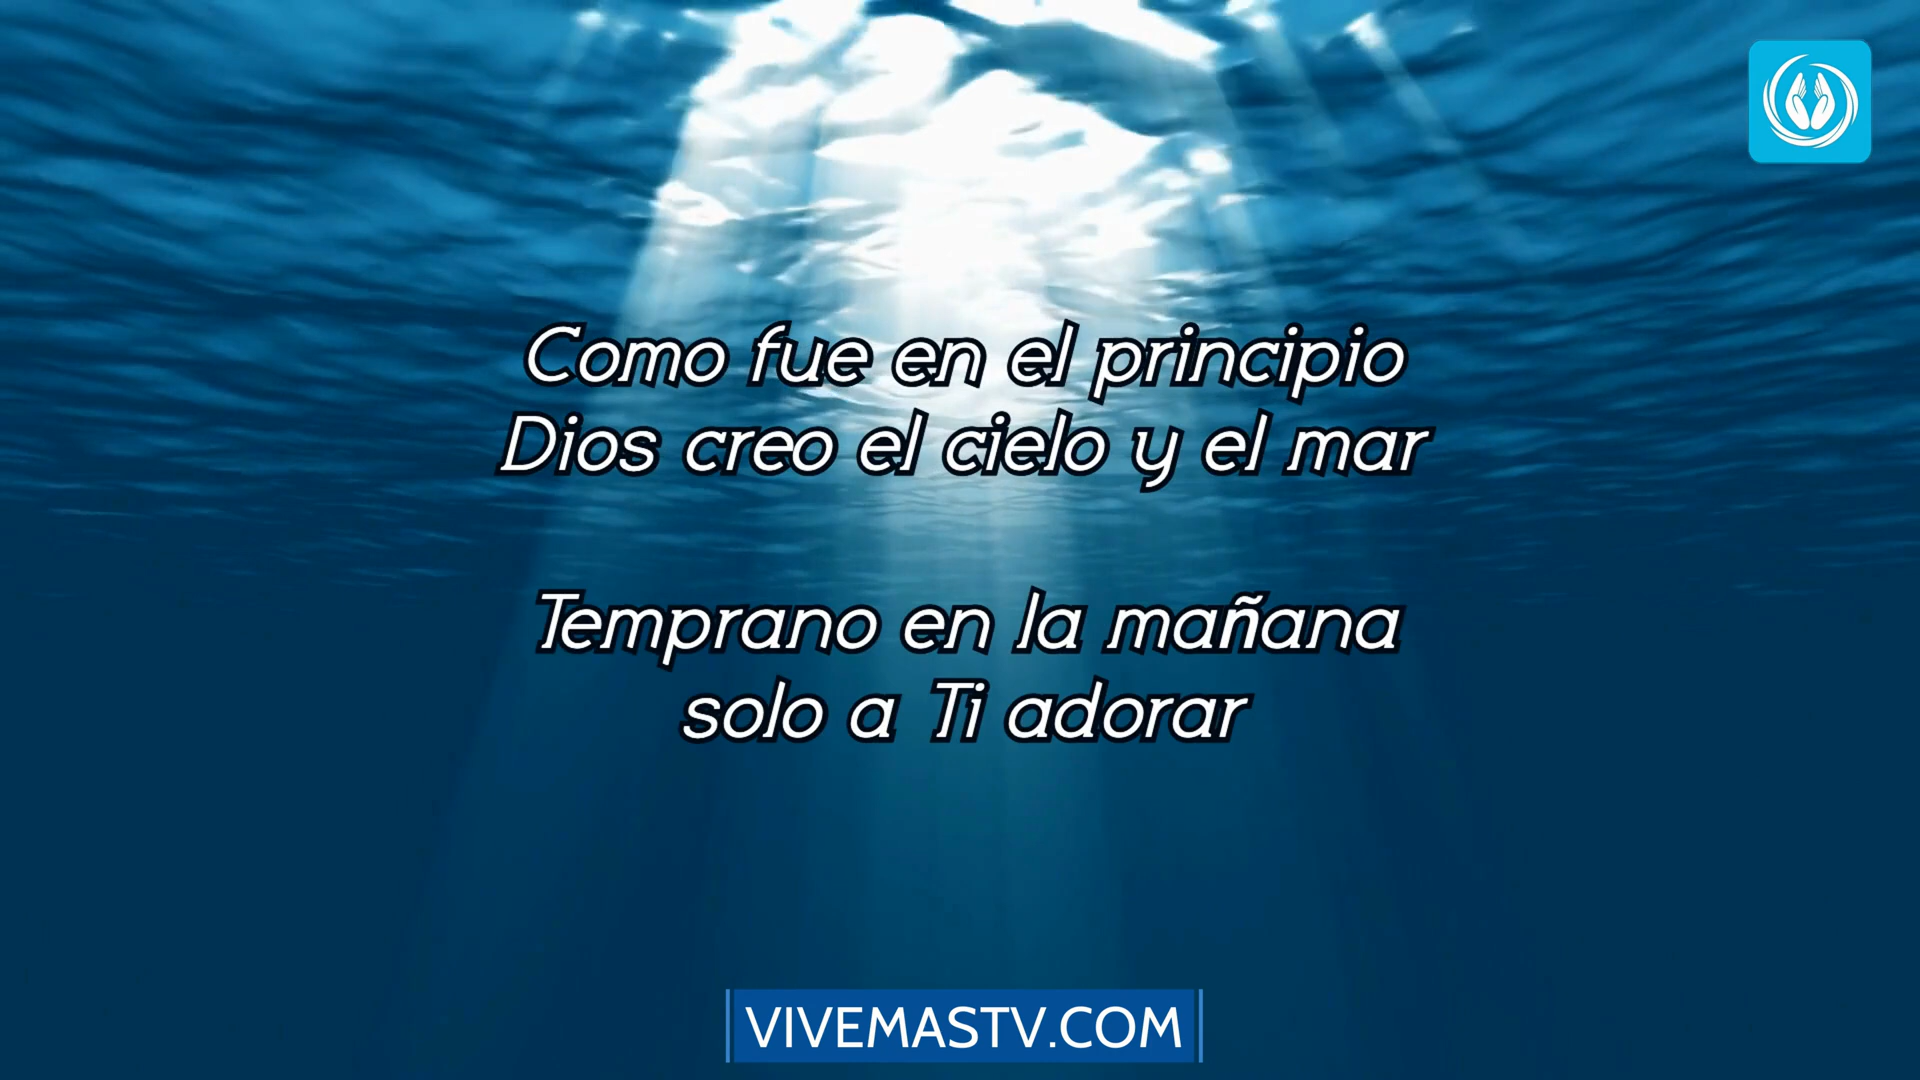 Como fue en el principio
Dios creo el cielo y el mar
Temprano en la mañana
solo a Ti adorar
VIVEMASTV.COM